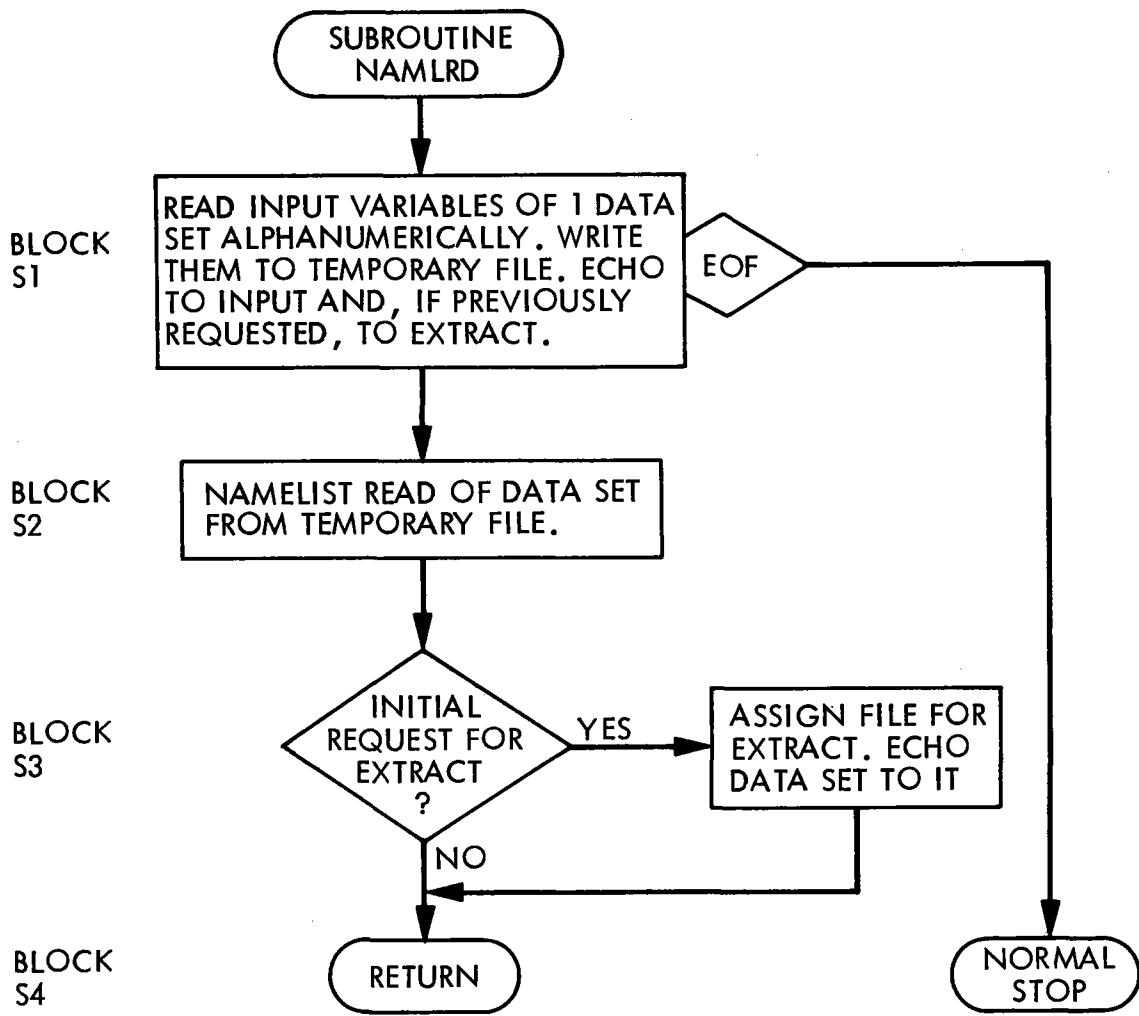 SUBROUTINE
NAMLRD
BLOCK
S1
READ INPUT VARIABLES OF 1 DATA
SET ALPHANUMERICALLY. WRITE
THEM TO TEMPORARY FILE. ECHO
TO INPUT AND, IF PREVIOUSLY
REQUESTED, TO EXTRACT.
EOF
BLOCK
S2
NAMELIST READ OF DATA SET
FROM TEMPORARY FILE.
BLOCK
S3
INITIAL
REQUEST FOR
EXTRACT
?
YES
ASSIGN FILE FOR
EXTRACT. ECHO
DATA SET TO IT
NO
BLOCK
S4
RETURN
NORMAL
STOP